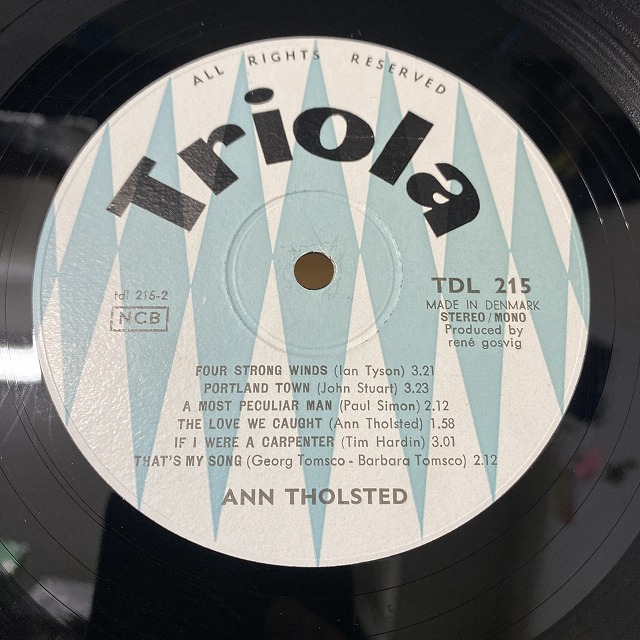 ALL RIGHTS RESERVED
Triola
tdl 215-2
NCB
TDL 215
MADE IN DENMARK
STEREO/MONO
Produced by
rené gosvig
FOUR STRONG WINDS (Ian Tyson) 3.21
PORTLAND TOWN (John Stuart) 3.23
A MOST PECULIAR MAN (Paul Simon) 2.12
THE LOVE WE CAUGHT (Ann Tholsted) 1.58
IF I WERE A CARPENTER (Tim Hardin) 3.01
THAT'S MY SONG (Georg Tomsco - Barbara Tomsco) 2.12
ANN THOLSTED